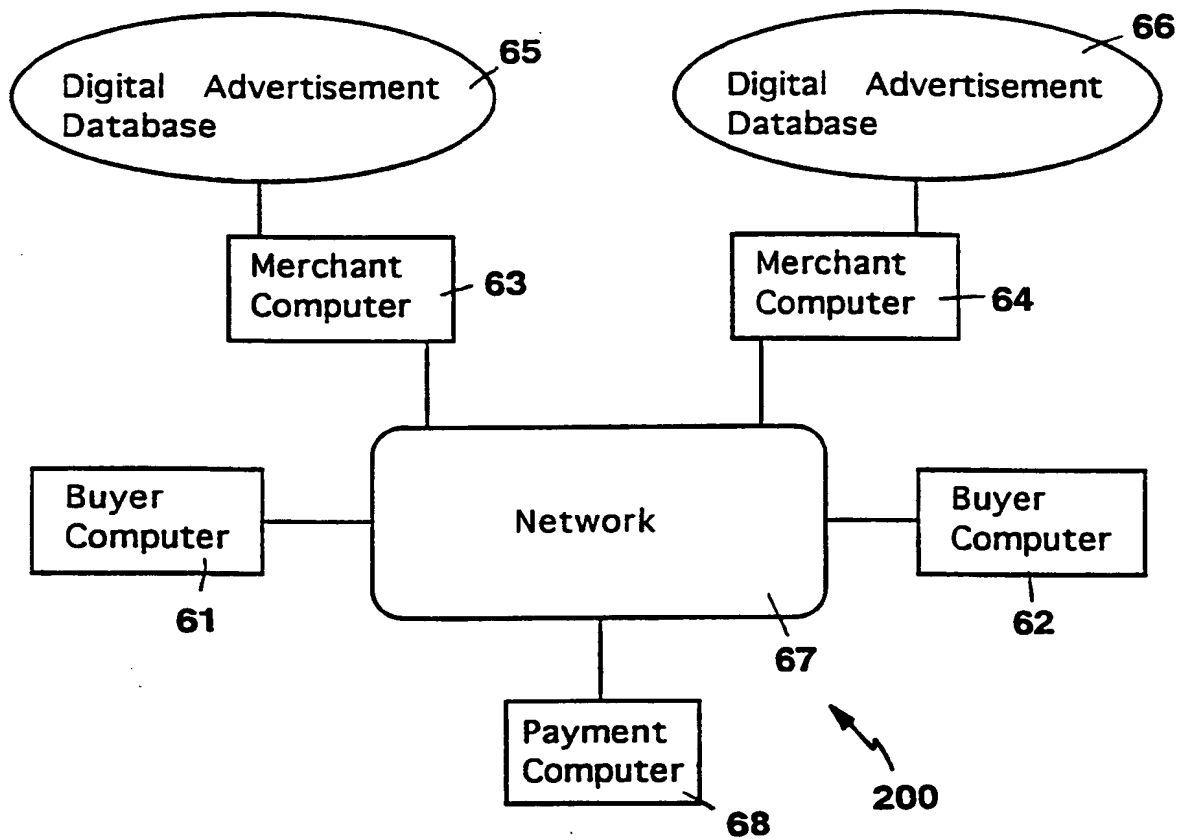 65
Digital Advertisement
Database
66
Digital Advertisement
Database
Merchant
Computer
63
Merchant
Computer
64
Buyer
Computer
61
Network
67
Buyer
Computer
62
Payment
Computer
68
200